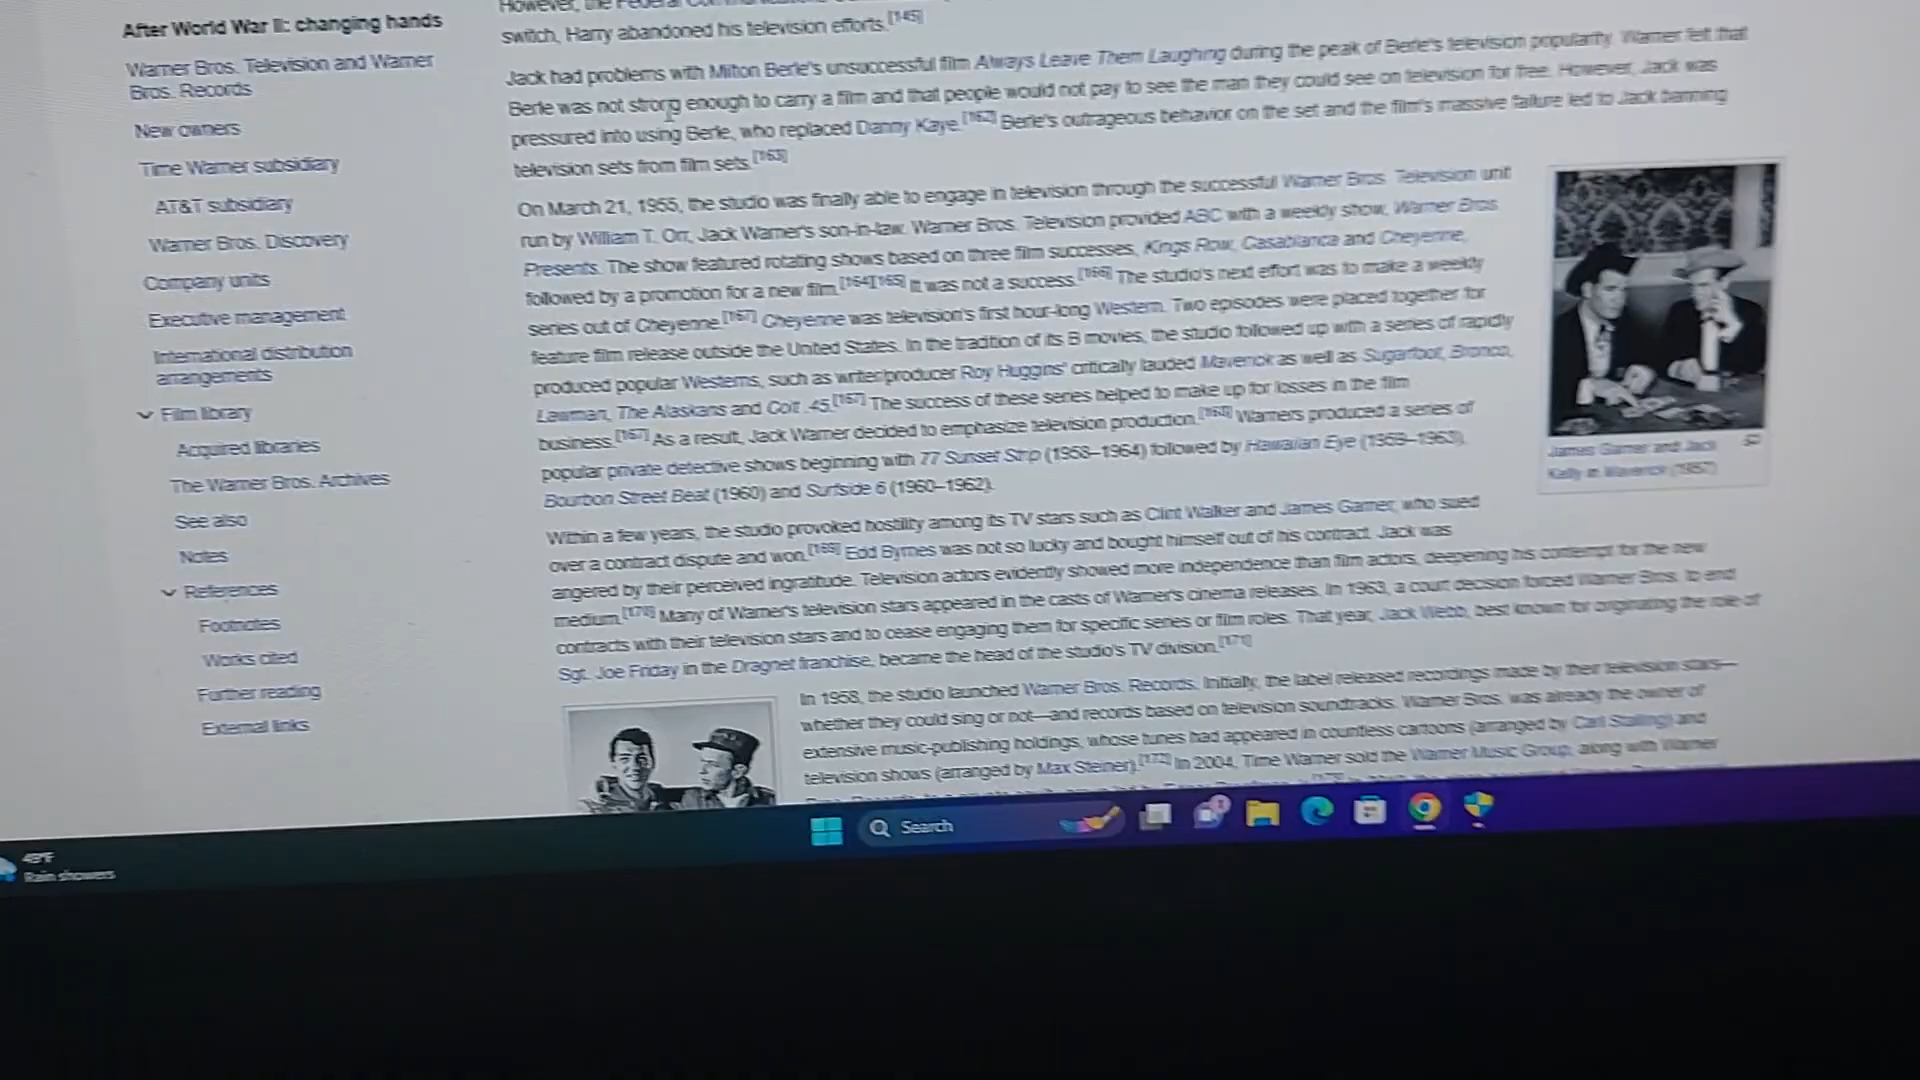 After World War II: changing hands
Warner Bros. Television and Warner
Bros. Records
New owners
Time Warner subsidiary
AT&T subsidiary
Warner Bros. Discovery
Company units
Executive management
International distribution
arrangements
Film library
Acquired libraries
The Warner Bros. Archives
See also
Notes
References
Footnotes
Works cited
Further reading
External links
However, the Federal
switch, Harry abandoned his television efforts.[145]
Jack had problems with Milton Berle's unsuccessful film Always Leave Them Laughing during the peak of Berle's television popularity. Warner felt that
Berle was not strong enough to carry a film and that people would not pay to see the man they could see on television for free. However, Jack was
pressured into using Berle, who replaced Danny Kaye.[162] Berle's outrageous behavior on the set and the film's massive failure led to Jack banning
television sets from film sets.[163]
On March 21, 1955, the studio was finally able to engage in television through the successful Warner Bros. Television unit
run by William T. Orr, Jack Warner's son-in-law. Warner Bros. Television provided ABC with a weekly show, Warner Bros.
Presents. The show featured rotating shows based on three film successes, Kings Row, Casablanca and Cheyenne,
followed by a promotion for a new film.[164][165] It was not a success.[166] The studio's next effort was to make a weekly
series out of Cheyenne.[167] Cheyenne was television's first hour-long Western. Two episodes were placed together for
feature film release outside the United States. In the tradition of its B movies, the studio followed up with a series of rapidly
produced popular Westerns, such as writer/producer Roy Huggins' critically lauded Maverick as well as Sugarfoot, Bronco,
Lawman, The Alaskans and Colt .45.[167] The success of these series helped to make up for losses in the film
business.[167] As a result, Jack Warner decided to emphasize television production.[168] Warners produced a series of
popular private detective shows beginning with 77 Sunset Strip (1958–1964) followed by Hawaiian Eye (1959–1963),
Bourbon Street Beat (1960) and Surfside 6 (1960–1962).
James Garner and Jack
Kelly in Maverick (1957)
Within a few years, the studio provoked hostility among its TV stars such as Clint Walker and James Garner, who sued
over a contract dispute and won.[169] Edd Byrnes was not so lucky and bought himself out of his contract. Jack was
angered by their perceived ingratitude. Television actors evidently showed more independence than film actors, deepening his contempt for the new
medium.[170] Many of Warner's television stars appeared in the casts of Warner's cinema releases. In 1963, a court decision forced Warner Bros. to end
contracts with their television stars and to cease engaging them for specific series or film roles. That year, Jack Webb, best known for originating the role of
Sgt. Joe Friday in the Dragnet franchise, became the head of the studio's TV division.[171]
In 1958, the studio launched Warner Bros. Records. Initially, the label released recordings made by their television stars—
whether they could sing or not—and records based on television soundtracks. Warner Bros. was already the owner of
extensive music-publishing holdings, whose tunes had appeared in countless cartoons (arranged by Carl Stalling) and
television shows (arranged by Max Steiner).[172] In 2004, Time Warner sold the Warner Music Group, along with Warner
Search
49°F
Rain showers